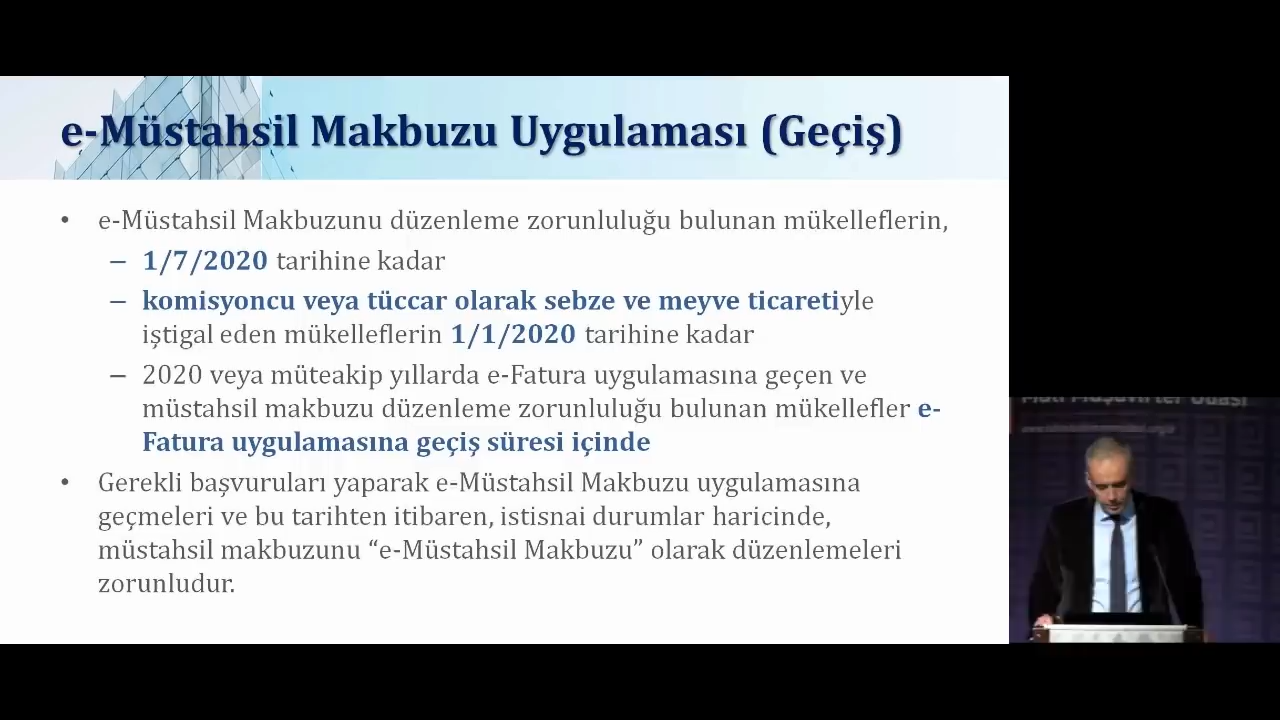 e-Müstahsil Makbuzu Uygulaması (Geçiş)
• e-Müstahsil Makbuzunu düzenleme zorunluluğu bulunan mükelleflerin,
– 1/7/2020 tarihine kadar
– komisyoncu veya tüccar olarak sebze ve meyve ticaretiyle
iştigal eden mükelleflerin 1/1/2020 tarihine kadar
– 2020 veya müteakip yıllarda e-Fatura uygulamasına geçen ve
müstahsil makbuzu düzenleme zorunluluğu bulunan mükellefler e-
Fatura uygulamasına geçiş süresi içinde
• Gerekli başvuruları yaparak e-Müstahsil Makbuzu uygulamasına
geçmeleri ve bu tarihten itibaren, istisnai durumlar haricinde,
müstahsil makbuzunu “e-Müstahsil Makbuzu” olarak düzenlemeleri
zorunludur.
Mali Müşavirler Odası